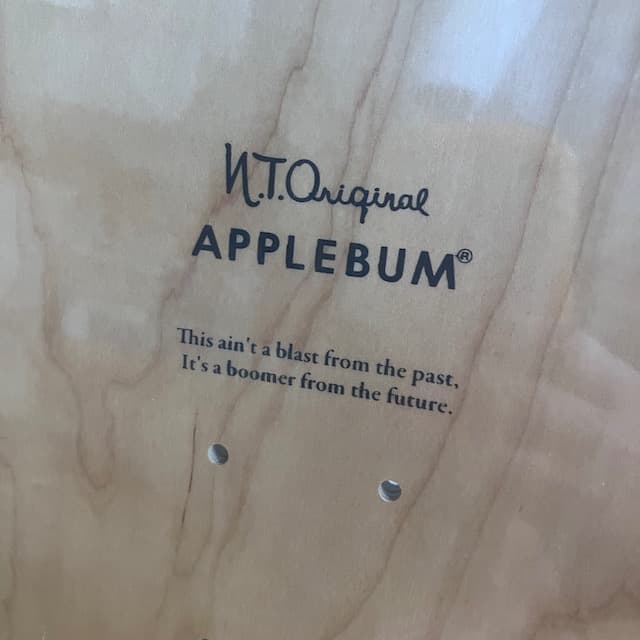 N.T.Original
APPLEBUM®
This ain't a blast from the past,
It's a boomer from the future.